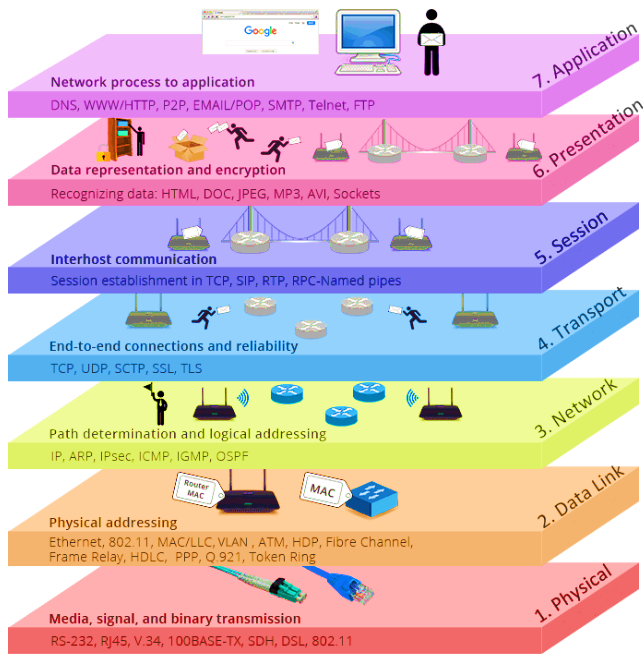 Google
7. Application
Network process to application
DNS, WWW/HTTP, P2P, EMAIL/POP, SMTP, Telnet, FTP
6. Presentation
Data representation and encryption
Recognizing data: HTML, DOC, JPEG, MP3, AVI, Sockets
5. Session
Interhost communication
Session establishment in TCP, SIP, RTP, RPC-Named pipes
4. Transport
End-to-end connections and reliability
TCP, UDP, SCTP, SSL, TLS
3. Network
Path determination and logical addressing
IP, ARP, IPsec, ICMP, IGMP, OSPF
Router
MAC
MAC
2. Data Link
Physical addressing
Ethernet, 802.11, MAC/LLC, VLAN , ATM, HDP, Fibre Channel,
Frame Relay, HDLC, PPP, Q.921, Token Ring
1. Physical
Media, signal, and binary transmission
RS-232, RJ45, V.34, 100BASE-TX, SDH, DSL, 802.11